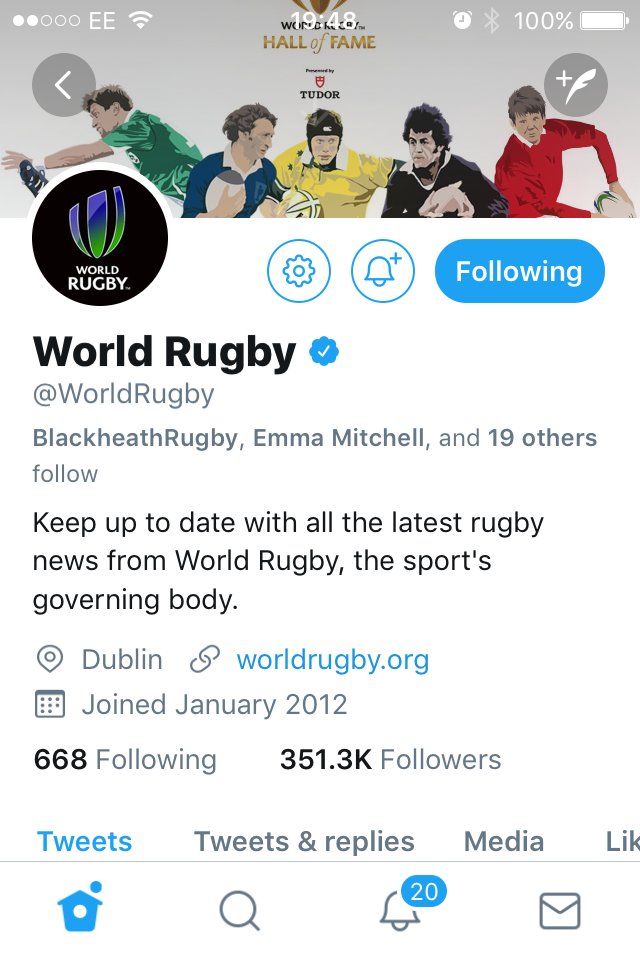 EE 19:48 100%
WORLD RUGBY™
HALL of FAME
Presented by
TUDOR
WORLD
RUGBY™
Following
World Rugby
@WorldRugby
BlackheathRugby, Emma Mitchell, and 19 others
follow
Keep up to date with all the latest rugby
news from World Rugby, the sport's
governing body.
Dublin worldrugby.org
Joined January 2012
668 Following 351.3K Followers
Tweets Tweets & replies Media Lik
20